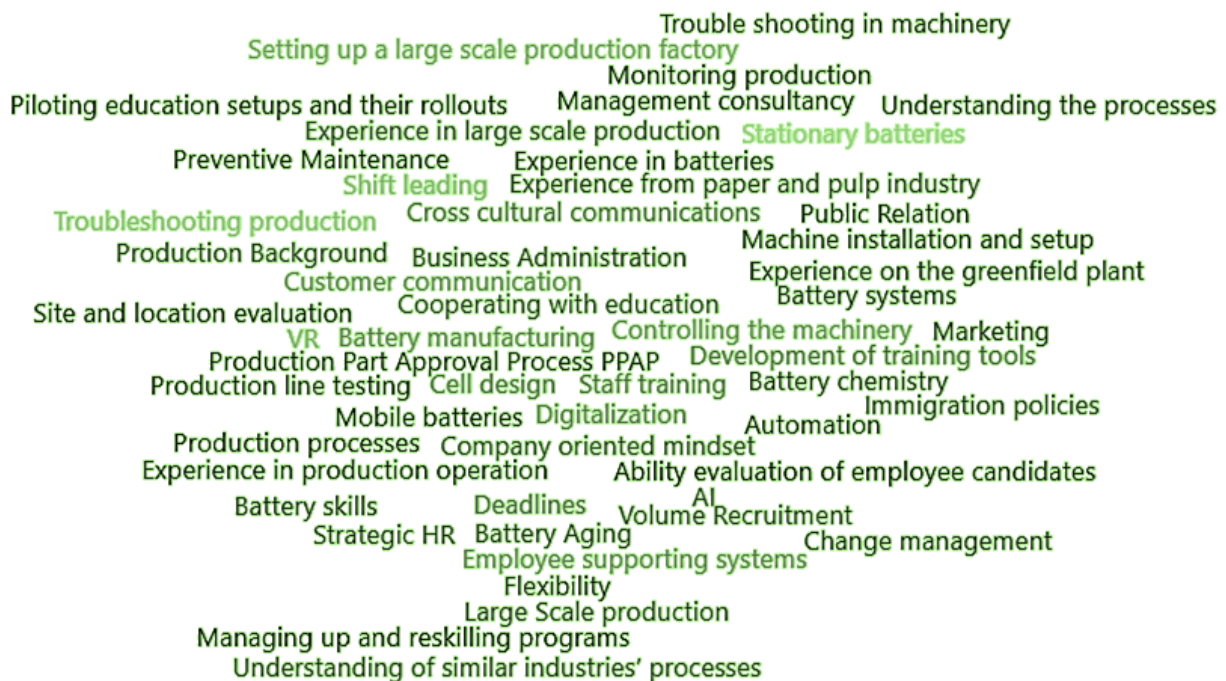 Trouble shooting in machinery
Setting up a large scale production factory
Monitoring production
Piloting education setups and their rollouts
Management consultancy
Understanding the processes
Experience in large scale production
Stationary batteries
Preventive Maintenance
Experience in batteries
Shift leading
Experience from paper and pulp industry
Troubleshooting production
Cross cultural communications
Public Relation
Production Background
Business Administration
Machine installation and setup
Customer communication
Experience on the greenfield plant
Site and location evaluation
Cooperating with education
Battery systems
VR
Battery manufacturing
Controlling the machinery
Marketing
Production Part Approval Process PPAP
Development of training tools
Production line testing
Cell design
Staff training
Battery chemistry
Mobile batteries
Digitalization
Immigration policies
Automation
Production processes
Company oriented mindset
Experience in production operation
Ability evaluation of employee candidates
Battery skills
Deadlines
AI
Volume Recruitment
Strategic HR
Battery Aging
Change management
Employee supporting systems
Flexibility
Large Scale production
Managing up and reskilling programs
Understanding of similar industries' processes